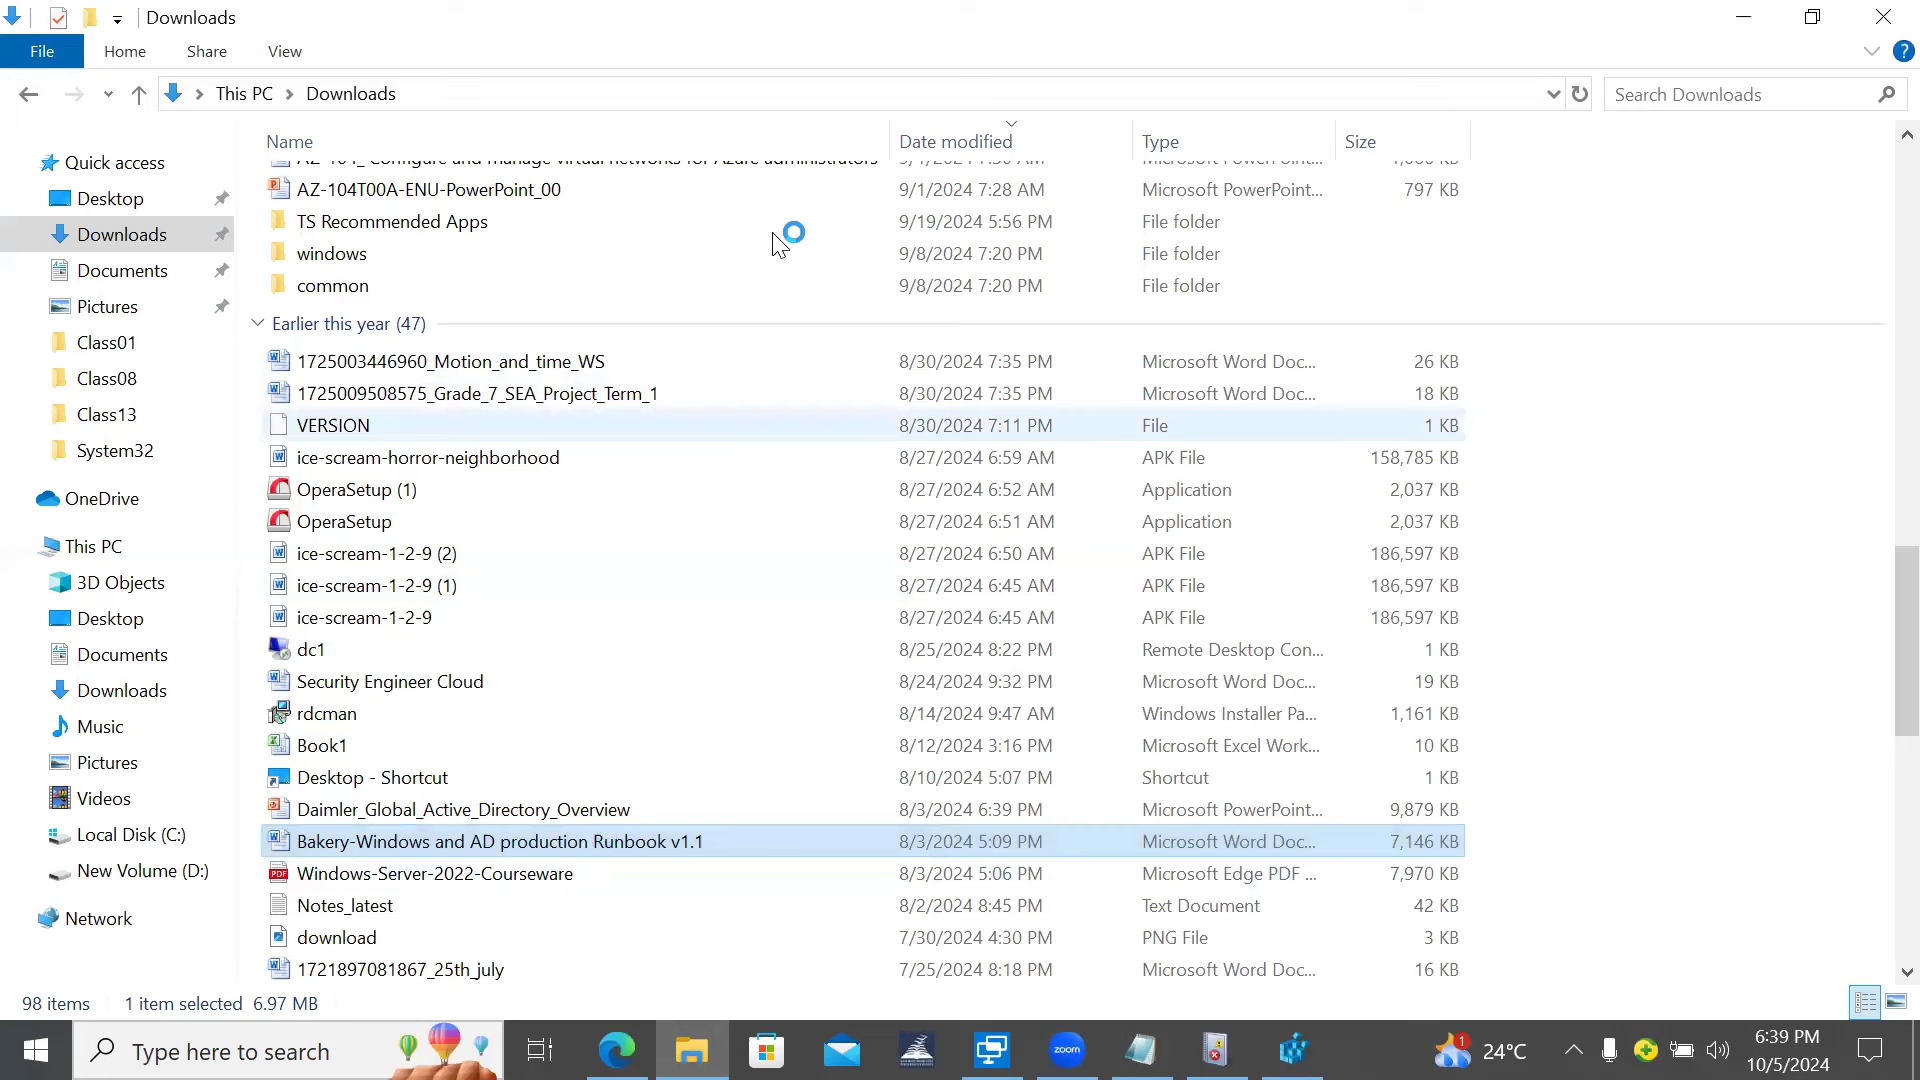 Downloads
File
Home
Share
View
This PC
Downloads
Search Downloads
Name
Date modified
Type
Size
Quick access
Desktop
Downloads
Documents
Pictures
Class01
Class08
Class13
System32
OneDrive
This PC
3D Objects
Desktop
Documents
Downloads
Music
Pictures
Videos
Local Disk (C:)
New Volume (D:)
Network
AZ-104T00A-ENU-PowerPoint_00 9/1/2024 7:28 AM Microsoft PowerPoint... 797 KB
TS Recommended Apps 9/19/2024 5:56 PM File folder
windows 9/8/2024 7:20 PM File folder
common 9/8/2024 7:20 PM File folder
Earlier this year (47)
1725003446960_Motion_and_time_WS 8/30/2024 7:35 PM Microsoft Word Doc... 26 KB
1725009508575_Grade_7_SEA_Project_Term_1 8/30/2024 7:35 PM Microsoft Word Doc... 18 KB
VERSION 8/30/2024 7:11 PM File 1 KB
ice-scream-horror-neighborhood 8/27/2024 6:59 AM APK File 158,785 KB
OperaSetup (1) 8/27/2024 6:52 AM Application 2,037 KB
OperaSetup 8/27/2024 6:51 AM Application 2,037 KB
ice-scream-1-2-9 (2) 8/27/2024 6:50 AM APK File 186,597 KB
ice-scream-1-2-9 (1) 8/27/2024 6:45 AM APK File 186,597 KB
ice-scream-1-2-9 8/27/2024 6:45 AM APK File 186,597 KB
dc1 8/25/2024 8:22 PM Remote Desktop Con... 1 KB
Security Engineer Cloud 8/24/2024 9:32 PM Microsoft Word Doc... 19 KB
rdcman 8/14/2024 9:47 AM Windows Installer Pa... 1,161 KB
Book1 8/12/2024 3:16 PM Microsoft Excel Work... 10 KB
Desktop - Shortcut 8/10/2024 5:07 PM Shortcut 1 KB
Daimler_Global_Active_Directory_Overview 8/3/2024 6:39 PM Microsoft PowerPoint... 9,879 KB
Bakery-Windows and AD production Runbook v1.1 8/3/2024 5:09 PM Microsoft Word Doc... 7,146 KB
Windows-Server-2022-Courseware 8/3/2024 5:06 PM Microsoft Edge PDF ... 7,970 KB
Notes_latest 8/2/2024 8:45 PM Text Document 42 KB
download 7/30/2024 4:30 PM PNG File 3 KB
1721897081867_25th_july 7/25/2024 8:18 PM Microsoft Word Doc... 16 KB
98 items 1 item selected 6.97 MB
Type here to search
zoom
1
24°C
6:39 PM
10/5/2024